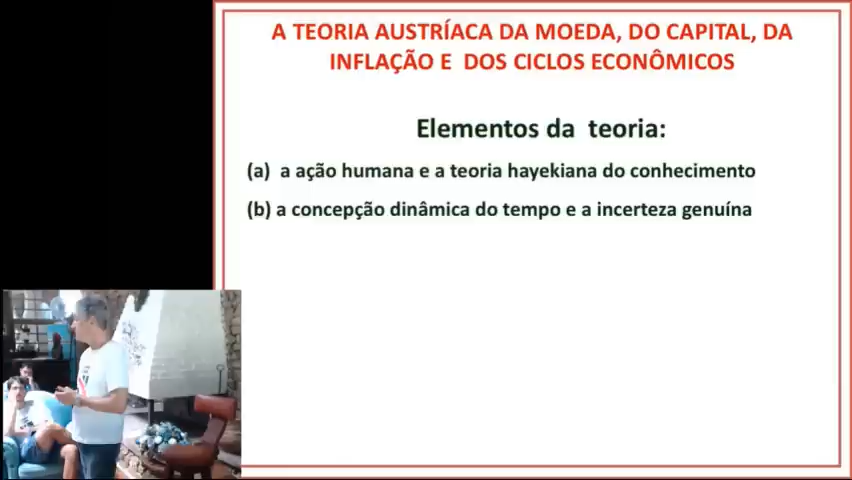 A TEORIA AUSTRÍACA DA MOEDA, DO CAPITAL, DA
INFLAÇÃO E DOS CICLOS ECONÔMICOS
Elementos da teoria:
(a) a ação humana e a teoria hayekiana do conhecimento
(b) a concepção dinâmica do tempo e a incerteza genuína